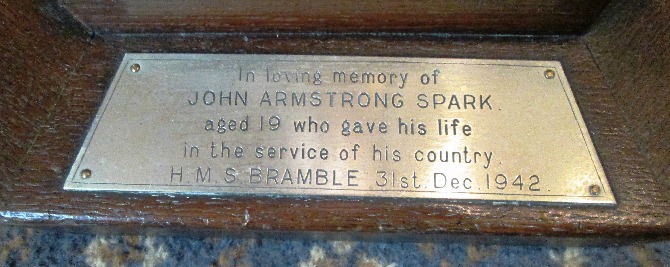 In loving memory of
JOHN ARMSTRONG SPARK.
aged 19 who gave his life
in the service of his country.
H.M.S. BRAMBLE 31st. Dec. 1942.